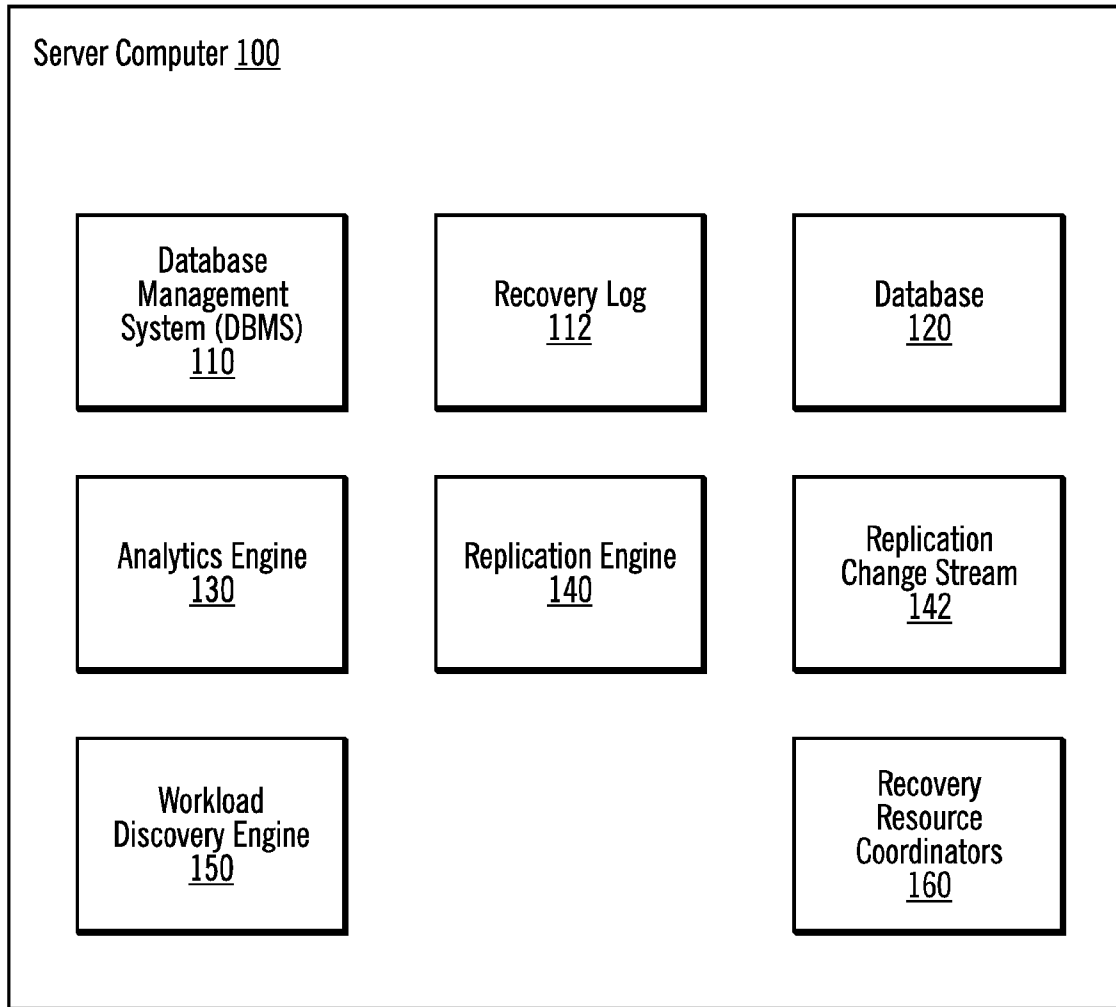 Server Computer 100
Database
Management
System (DBMS)
110
Recovery Log
112
Database
120
Analytics Engine
130
Replication Engine
140
Replication
Change Stream
142
Workload
Discovery Engine
150
Recovery
Resource
Coordinators
160